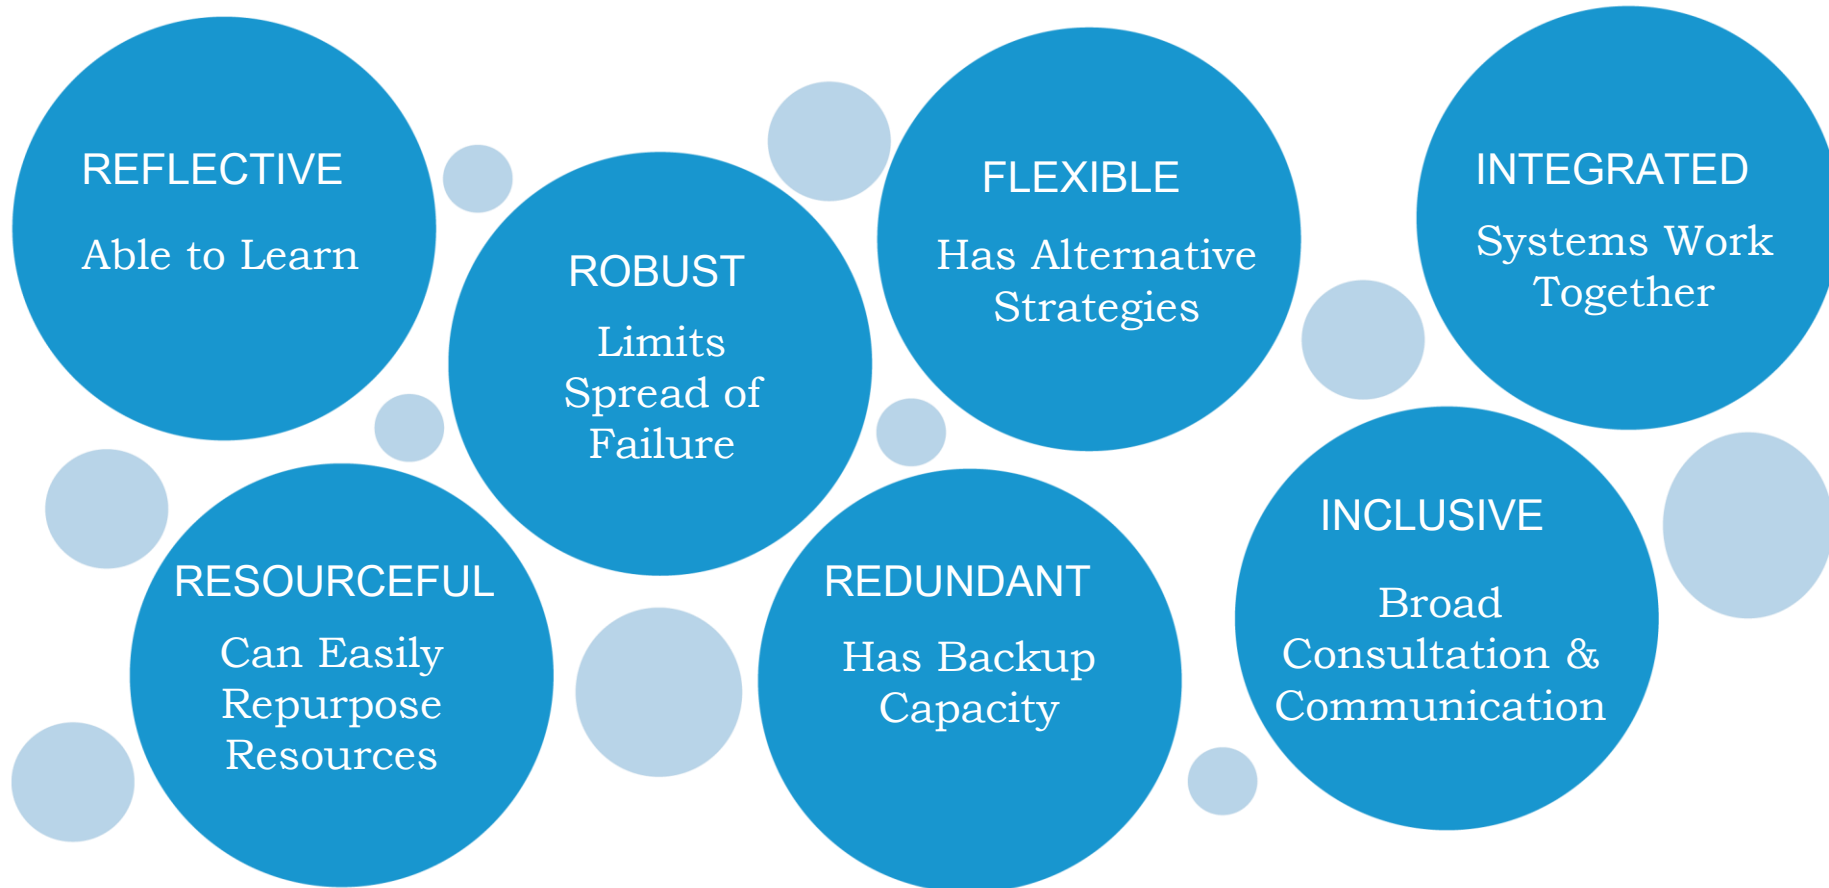 REFLECTIVE
Able to Learn
ROBUST
Limits
Spread of
Failure
FLEXIBLE
Has Alternative
Strategies
INTEGRATED
Systems Work
Together
RESOURCEFUL
Can Easily
Repurpose
Resources
REDUNDANT
Has Backup
Capacity
INCLUSIVE
Broad
Consultation &
Communication